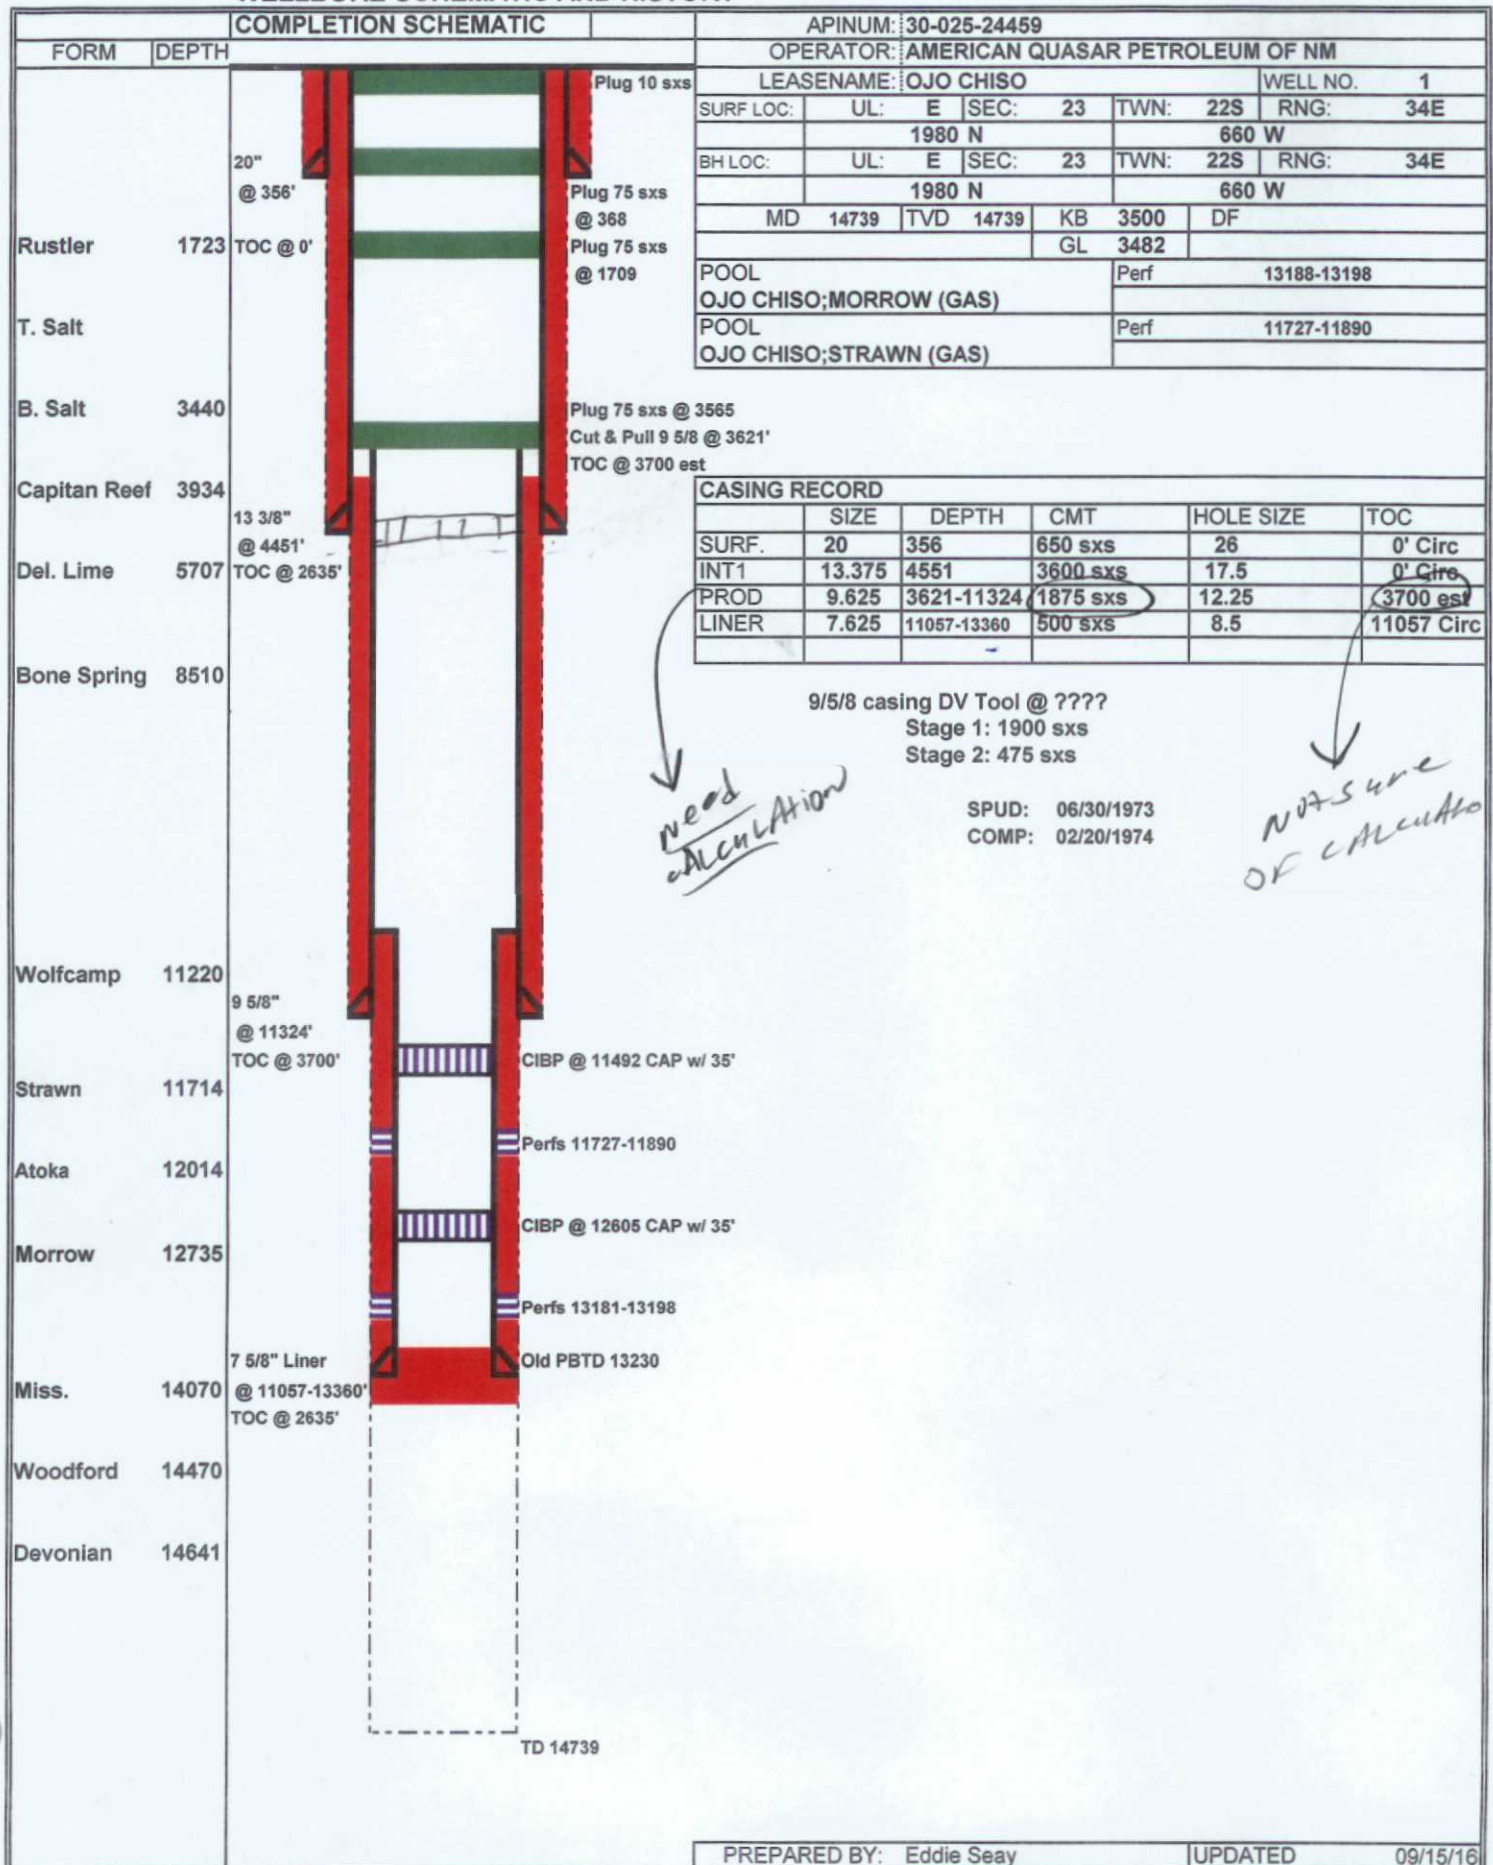 COMPLETION SCHEMATIC
FORM DEPTH
APINUM: 30-025-24459
OPERATOR: AMERICAN QUASAR PETROLEUM OF NM
LEASENAME: OJO CHISO WELL NO. 1
SURF LOC: UL: E SEC: 23 TWN: 22S RNG: 34E
1980 N 660 W
BH LOC: UL: E SEC: 23 TWN: 22S RNG: 34E
1980 N 660 W
MD 14739 TVD 14739 KB 3500 DF
GL 3482
POOL Perf 13188-13198
OJO CHISO;MORROW (GAS)
POOL Perf 11727-11890
OJO CHISO;STRAWN (GAS)
Plug 10 sxs
20"
@ 356'
Plug 75 sxs
@ 368
Rustler 1723 TOC @ 0'
Plug 75 sxs
@ 1709
T. Salt
B. Salt 3440
Plug 75 sxs @ 3565
Cut & Pull 9 5/8 @ 3621'
TOC @ 3700 est
Capitan Reef 3934
13 3/8"
@ 4451'
Del. Lime 5707 TOC @ 2635'
CASING RECORD
SIZE DEPTH CMT HOLE SIZE TOC
SURF. 20 356 650 sxs 26 0' Circ
INT1 13.375 4551 3600 sxs 17.5 0' Circ
PROD 9.625 3621-11324 1875 sxs 12.25 3700 est
LINER 7.625 11057-13360 500 sxs 8.5 11057 Circ
Bone Spring 8510
9/5/8 casing DV Tool @ ????
Stage 1: 1900 sxs
Stage 2: 475 sxs
SPUD: 06/30/1973
COMP: 02/20/1974
need
CALCULATION
NOT SURE
OF
Wolfcamp 11220
9 5/8"
@ 11324'
TOC @ 3700'
CIBP @ 11492 CAP w/ 35'
Strawn 11714
Perfs 11727-11890
Atoka 12014
CIBP @ 12605 CAP w/ 35'
Morrow 12735
Perfs 13181-13198
7 5/8" Liner
Old PBTD 13230
Miss. 14070 @ 11057-13360'
TOC @ 2635'
Woodford 14470
Devonian 14641
TD 14739
PREPARED BY: Eddie Seay UPDATED 09/15/16